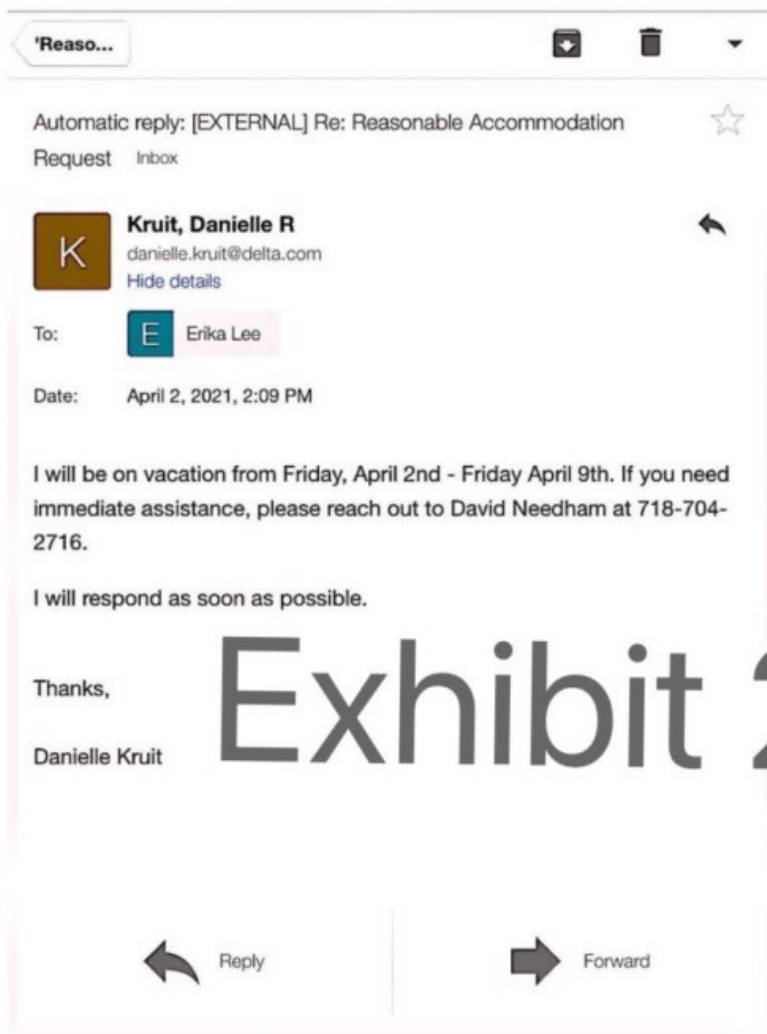 'Reaso...
Automatic reply: [EXTERNAL] Re: Reasonable Accommodation
Request Inbox
K
Kruit, Danielle R
danielle.kruit@delta.com
Hide details
To: E Erika Lee
Date: April 2, 2021, 2:09 PM
I will be on vacation from Friday, April 2nd - Friday April 9th. If you need
immediate assistance, please reach out to David Needham at 718-704-
2716.
I will respond as soon as possible.
Thanks,
Exhibit 2
Danielle Kruit
Reply Forward